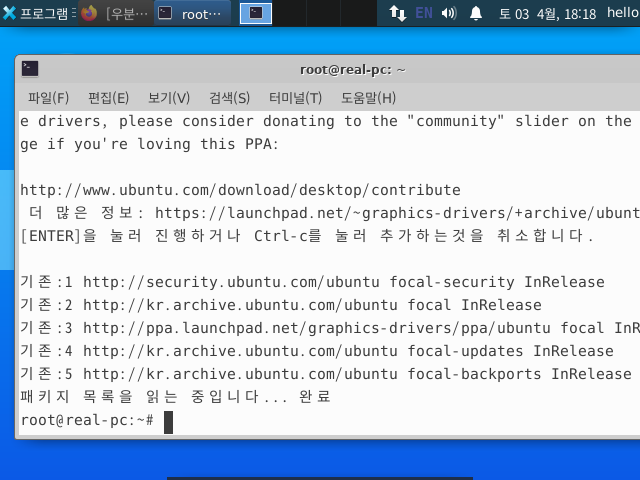 프로그램
[우분…
root…
EN
토 03 4월, 18:18 hello
root@real-pc: ~
파일(F) 편집(E) 보기(V) 검색(S) 터미널(T) 도움말(H)
e drivers, please consider donating to the "community" slider on the
ge if you're loving this PPA:
http://www.ubuntu.com/download/desktop/contribute
더 많은 정보: https://launchpad.net/~graphics-drivers/+archive/ubunt
[ENTER]을 눌러 진행하거나 Ctrl-c를 눌러 추가하는것을 취소합니다.
기존:1 http://security.ubuntu.com/ubuntu focal-security InRelease
기존:2 http://kr.archive.ubuntu.com/ubuntu focal InRelease
기존:3 http://ppa.launchpad.net/graphics-drivers/ppa/ubuntu focal InR
기존:4 http://kr.archive.ubuntu.com/ubuntu focal-updates InRelease
기존:5 http://kr.archive.ubuntu.com/ubuntu focal-backports InRelease
패키지 목록을 읽는 중입니다... 완료
root@real-pc:~#